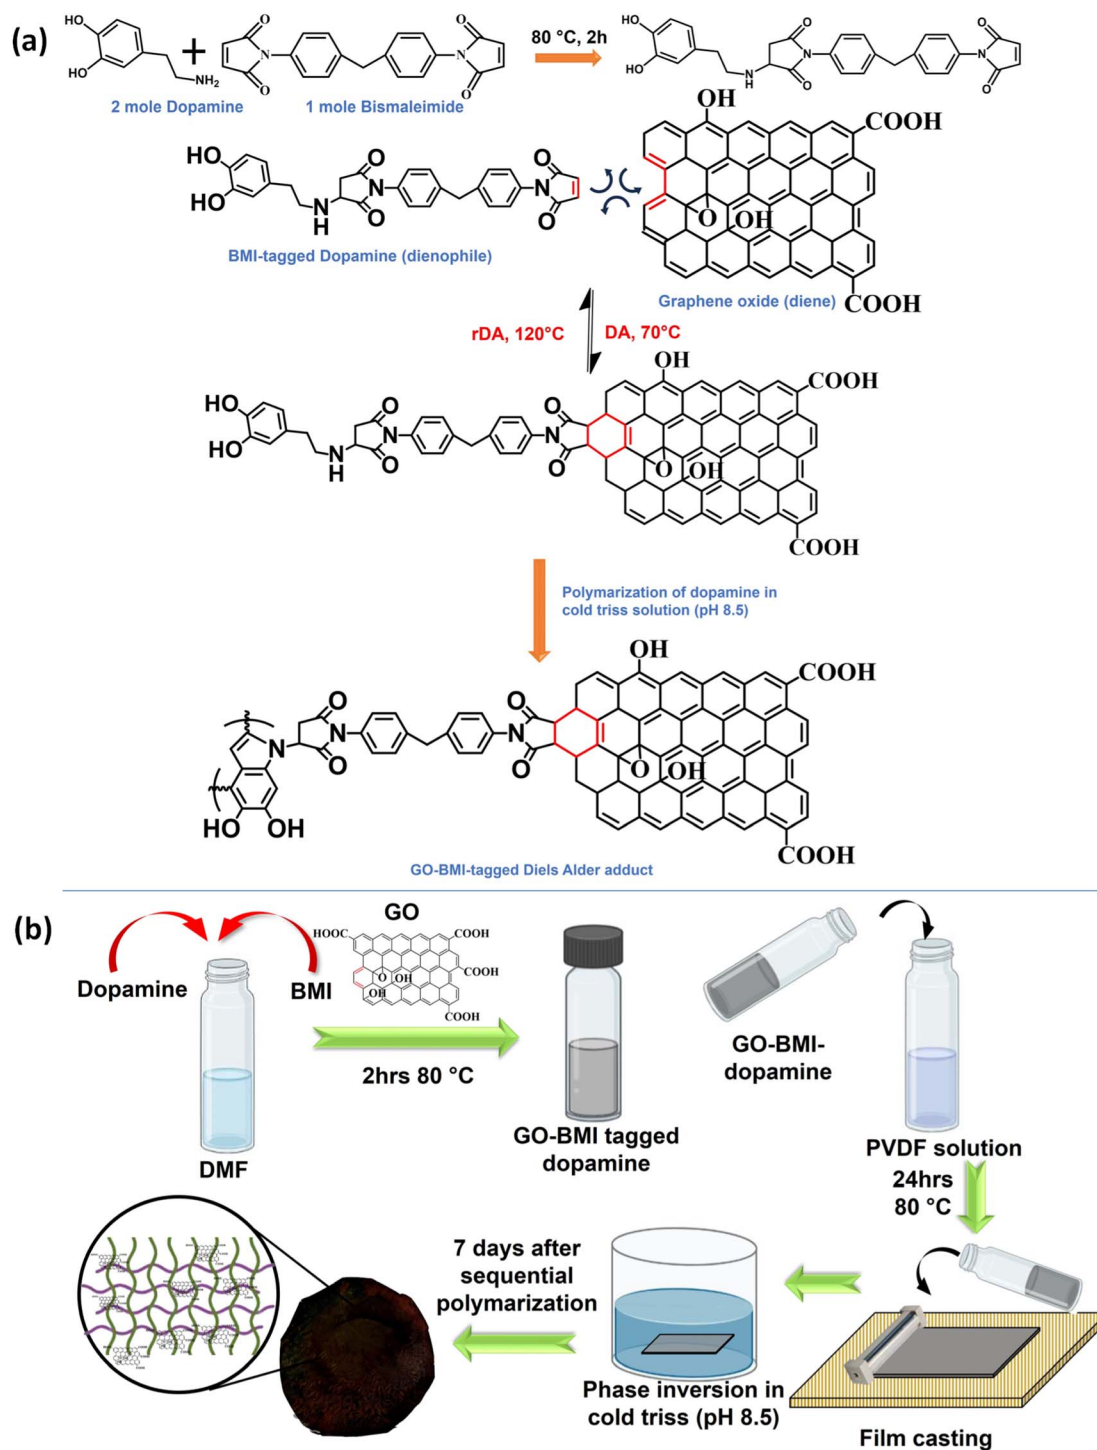 (a)
HO
HO
NH2
+
O
N
O
O
N
O
80 °C, 2h
HO
HO
N
H
O
N
O
O
N
O
2 mole Dopamine
1 mole Bismaleimide
HO
HO
N
H
O
N
O
O
N
O
BMI-tagged Dopamine (dienophile)
OH
COOH
O
OH
COOH
Graphene oxide (diene)
rDA, 120°C
DA, 70°C
HO
HO
N
H
O
N
O
O
N
O
OH
COOH
O
OH
COOH
Polymarization of dopamine in
cold triss solution (pH 8.5)
HO
OH
N
O
N
O
O
N
O
OH
COOH
O
OH
COOH
GO-BMI-tagged Diels Alder adduct
(b)
Dopamine
BMI
DMF
GO
HOOC
COOH
COOH
O
OH
OH
COOH
COOH
2hrs 80 °C
GO-BMI tagged
dopamine
GO-BMI-
dopamine
PVDF solution
24hrs
80 °C
Film casting
Phase inversion in
cold triss (pH 8.5)
7 days after
sequential
polymarization